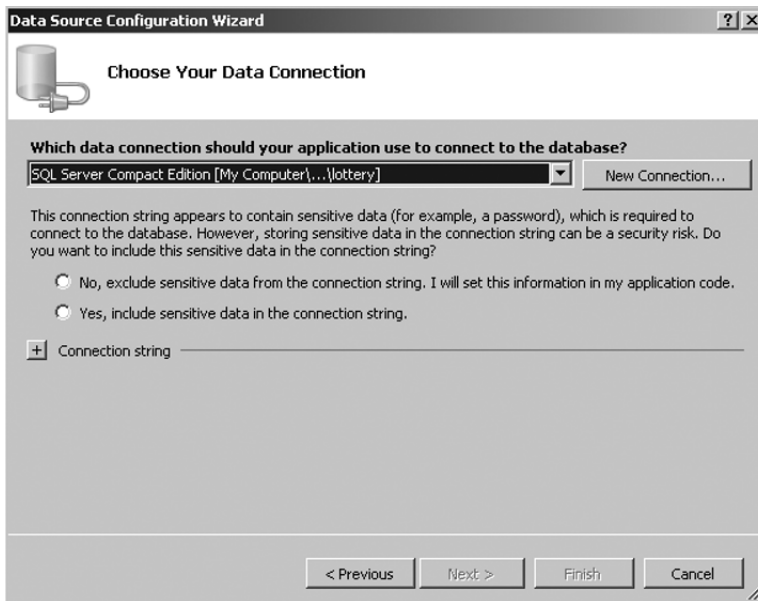 Data Source Configuration Wizard
Choose Your Data Connection
Which data connection should your application use to connect to the database?
SQL Server Compact Edition [My Computer\...\lottery]
New Connection...
This connection string appears to contain sensitive data (for example, a password), which is required to
connect to the database. However, storing sensitive data in the connection string can be a security risk. Do
you want to include this sensitive data in the connection string?
No, exclude sensitive data from the connection string. I will set this information in my application code.
Yes, include sensitive data in the connection string.
Connection string
< Previous
Next >
Finish
Cancel